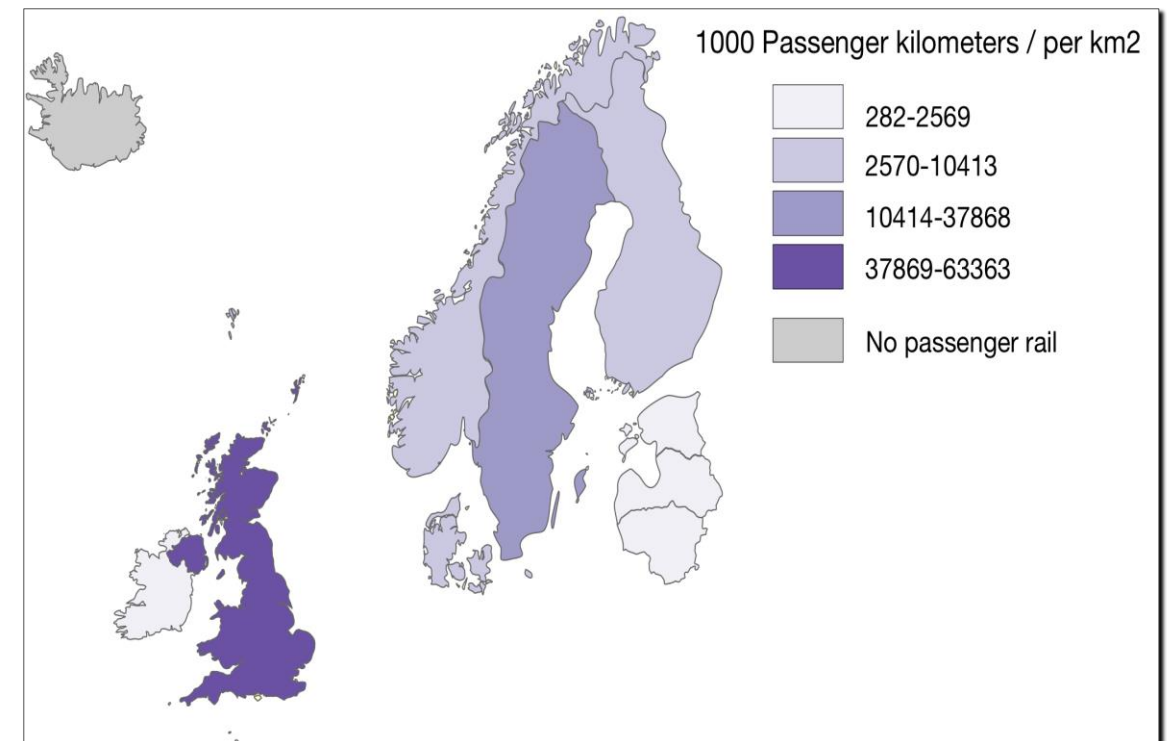 1000 Passenger kilometers / per km2
282-2569
2570-10413
10414-37868
37869-63363
No passenger rail